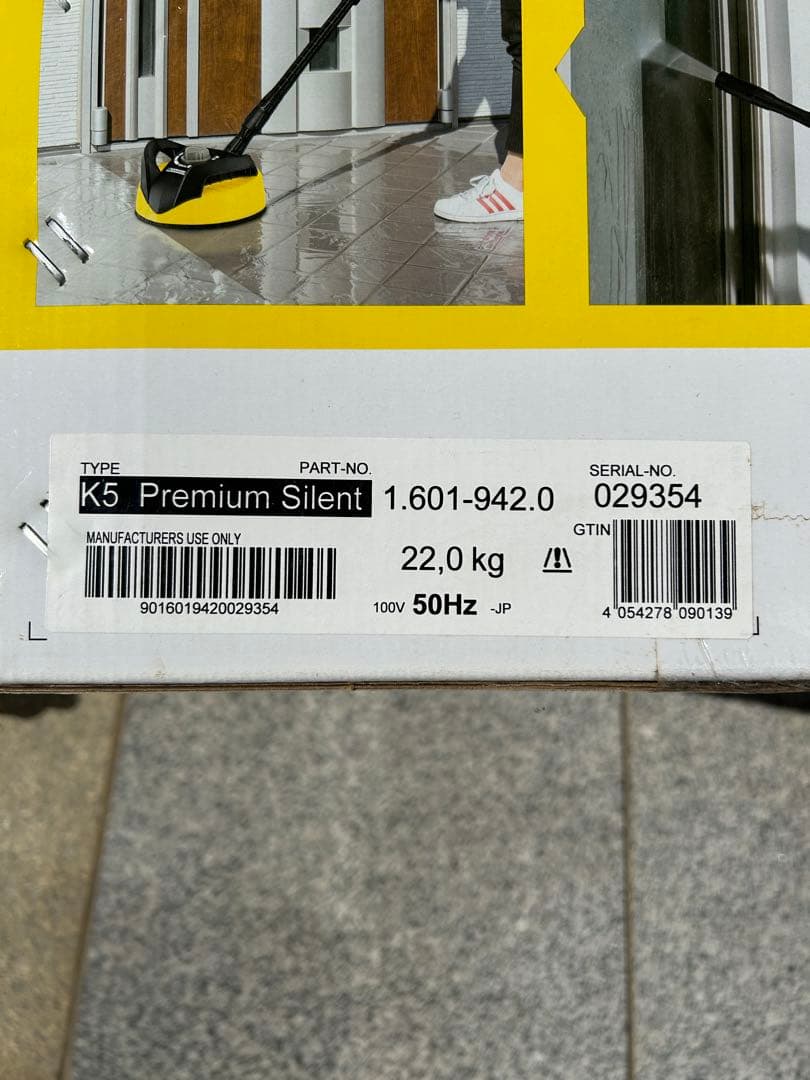 TYPE PART-NO. SERIAL-NO.
K5 Premium Silent 1.601-942.0 029354
MANUFACTURERS USE ONLY GTIN
22,0 kg
9016019420029354 100V 50Hz -JP 4 054278 090139